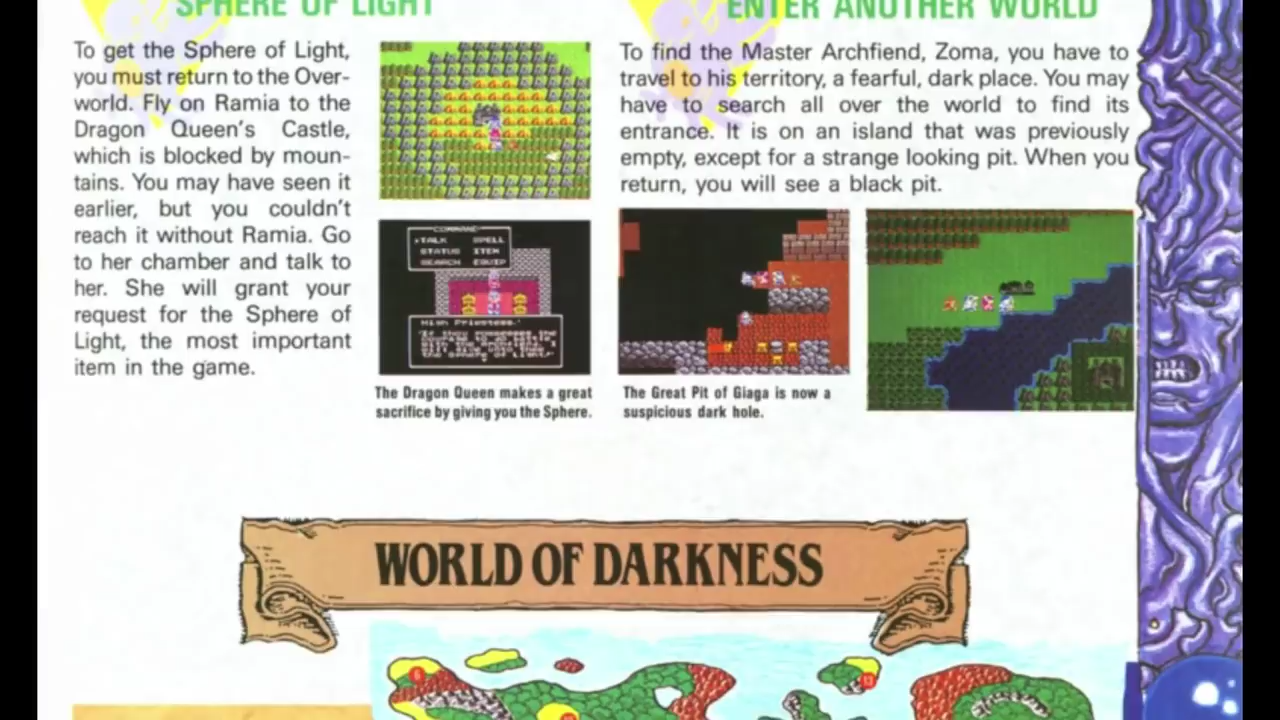 SPHERE OF LIGHT
To get the Sphere of Light,
you must return to the Over-
world. Fly on Ramia to the
Dragon Queen's Castle,
which is blocked by moun-
tains. You may have seen it
earlier, but you couldn't
reach it without Ramia. Go
to her chamber and talk to
her. She will grant your
request for the Sphere of
Light, the most important
item in the game.
COMMAND
TALK SPELL
STATUS ITEM
SEARCH EQUIP
High Priestess.
the Sphere of Light.
The Dragon Queen makes a great
sacrifice by giving you the Sphere.
ENTER ANOTHER WORLD
To find the Master Archfiend, Zoma, you have to
travel to his territory, a fearful, dark place. You may
have to search all over the world to find its
entrance. It is on an island that was previously
empty, except for a strange looking pit. When you
return, you will see a black pit.
The Great Pit of Giaga is now a
suspicious dark hole.
WORLD OF DARKNESS